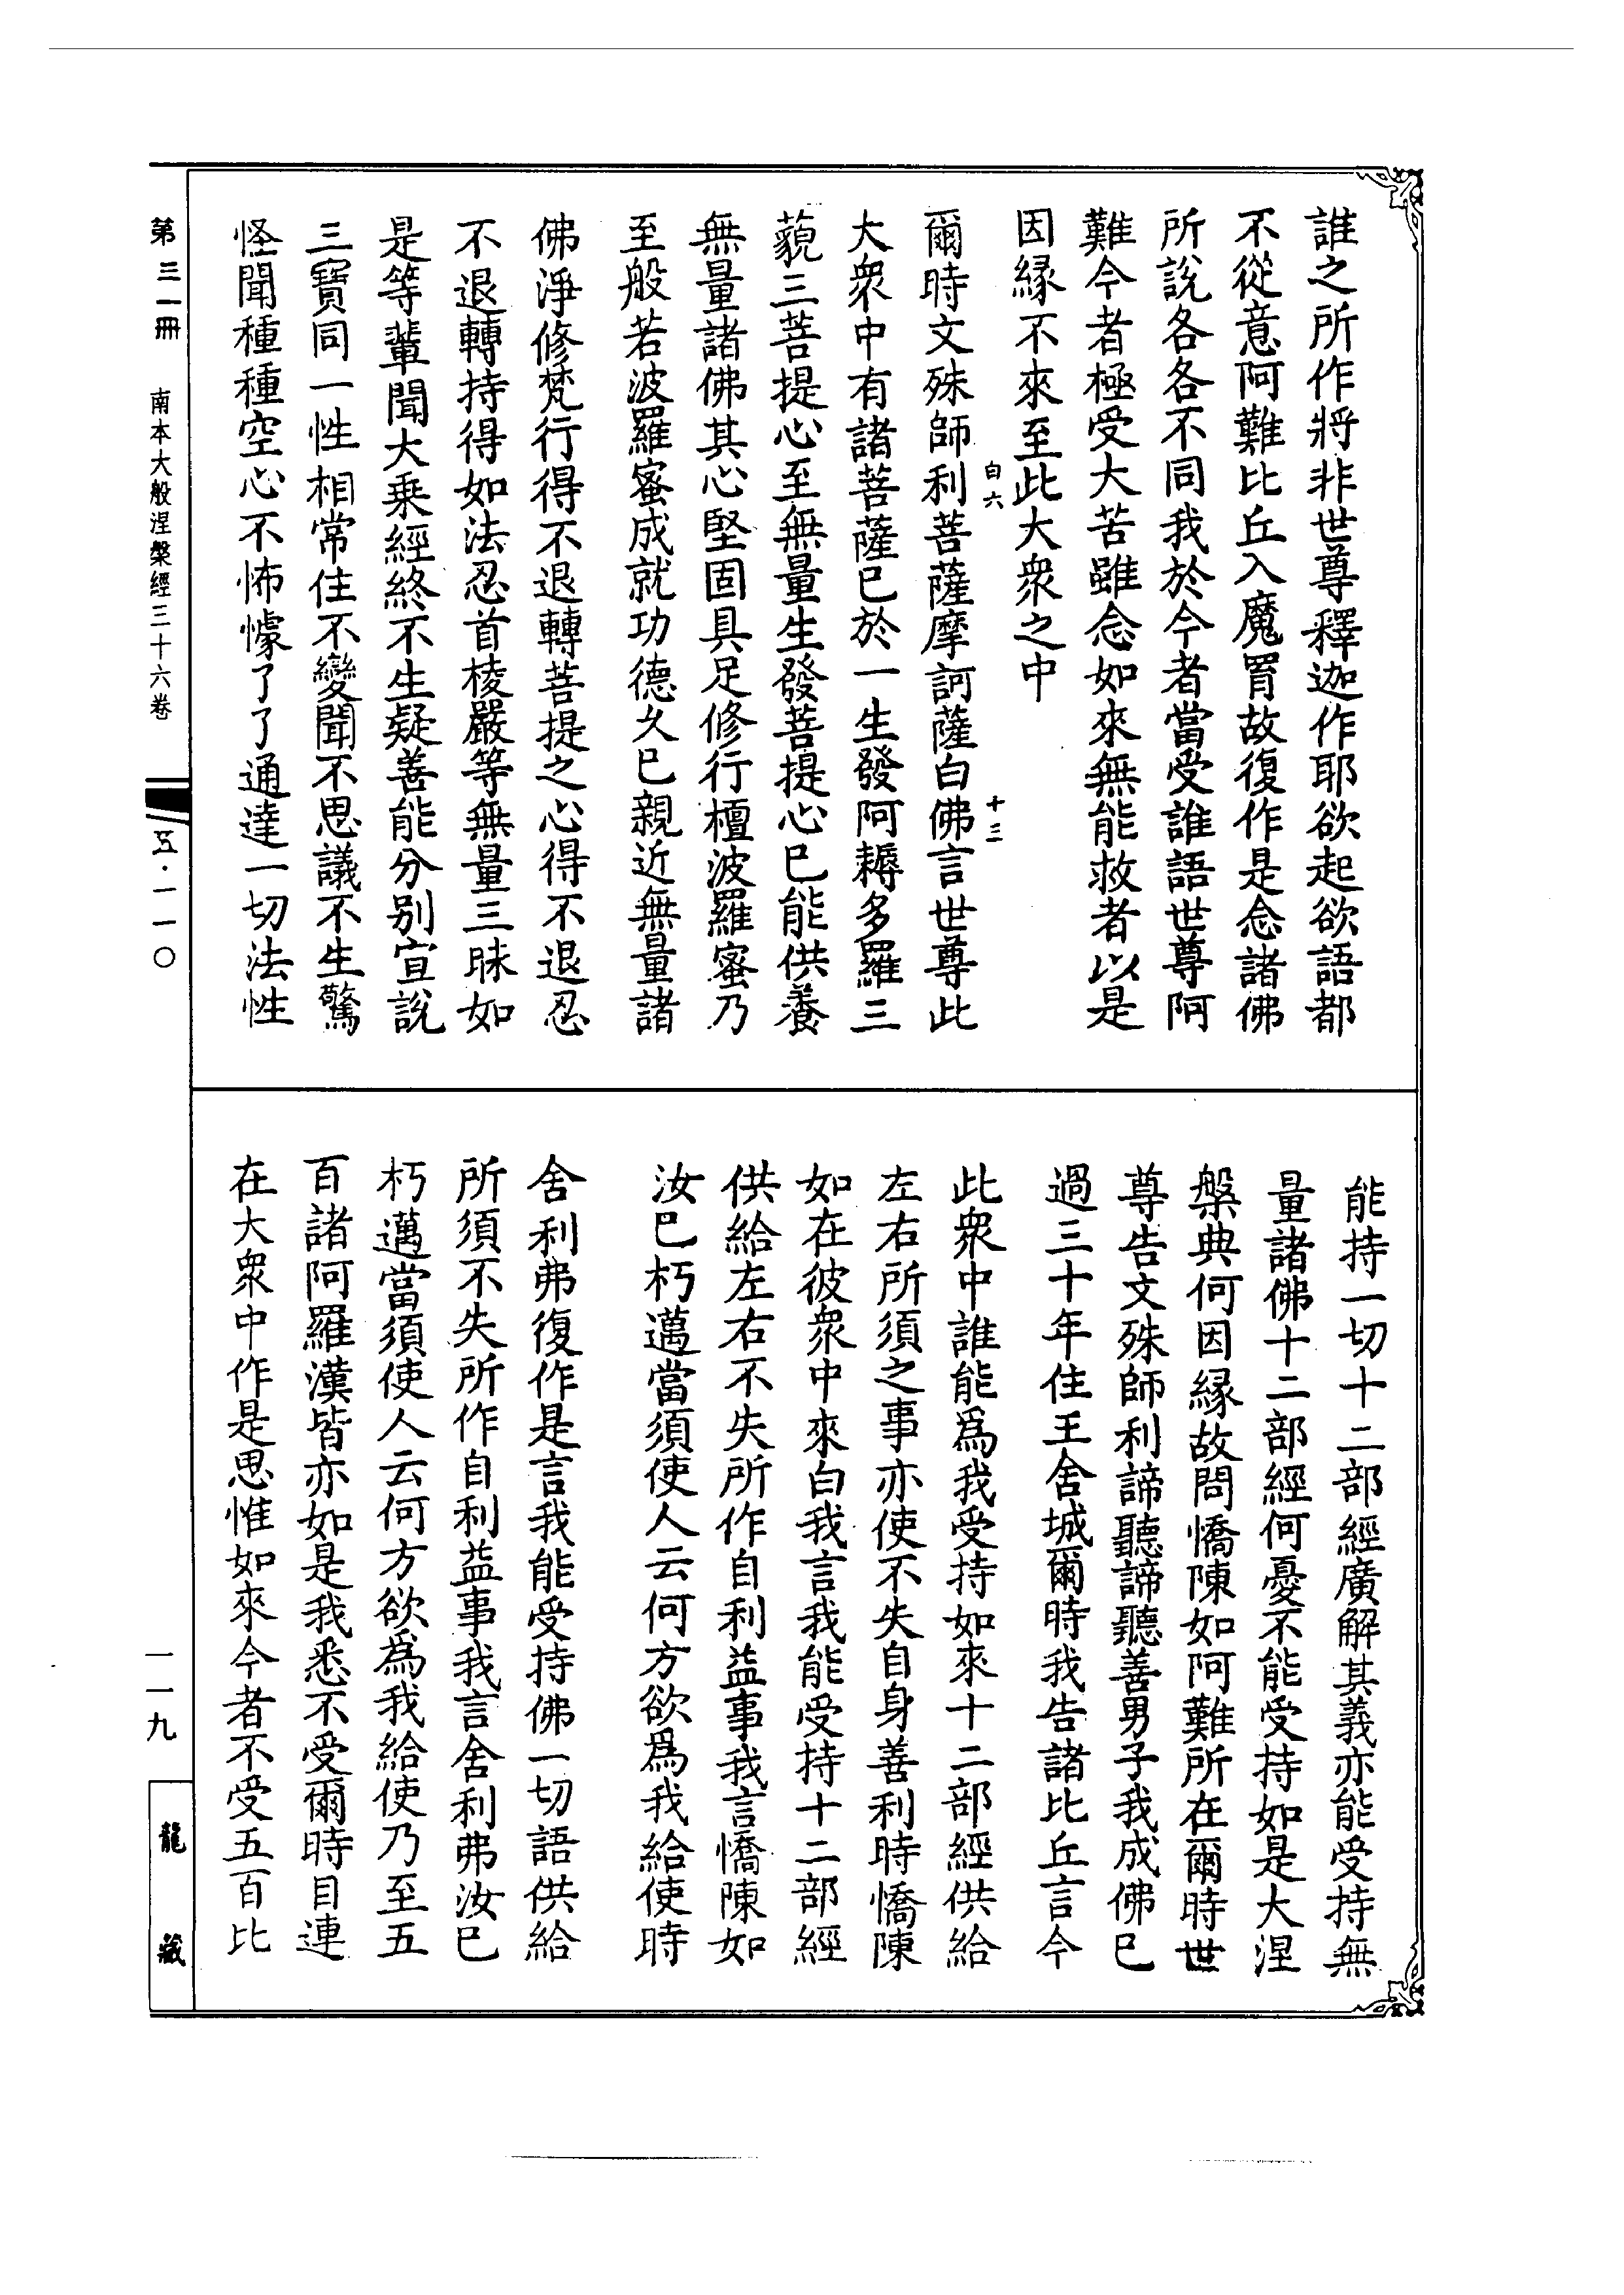 誰之所作將非世尊釋迦作耶欲起欲語都
不從意阿難比丘入魔罥故復作是念諸佛
所說各各不同我於今者當受誰語世尊阿
難今者極受大苦雖念如來無能救者以是
因緣不來至此大衆之中
白六
十三
爾時文殊師利菩薩摩訶薩白佛言世尊此
大衆中有諸菩薩已於一生發阿耨多羅三
藐三菩提心至無量生發菩提心已能供養
無量諸佛其心堅固具足修行檀波羅蜜乃
至般若波羅蜜成就功德久已親近無量諸
佛淨修梵行得不退轉菩提之心得不退忍
不退轉持得如法忍首楞嚴等無量三昧如
是等輩聞大乘經終不生疑善能分別宣說
三寶同一性相常住不變聞不思議不生驚
怪聞種種空心不怖懅了了通達一切法性
能持一切十二部經廣解其義亦能受持無
量諸佛十二部經何憂不能受持如是大涅
槃典何因緣故問憍陳如阿難所在爾時世
尊告文殊師利諦聽諦聽善男子我成佛已
過三十年住王舍城爾時我告諸比丘言今
此衆中誰能爲我受持如來十二部經供給
左右所須之事亦使不失自身善利時憍陳
如在彼衆中來白我言我能受持十二部經
供給左右不失所作自利益事我言憍陳如
汝已朽邁當須使人云何方欲爲我給使時
舍利弗復作是言我能受持佛一切語供給
所須不失所作自利益事我言舍利弗汝已
朽邁當須使人云何方欲爲我給使乃至五
百諸阿羅漢皆亦如是我悉不受爾時目連
在大衆中作是思惟如來今者不受五百比
第三一冊
南本大般涅槃經三十六卷
五·一一〇
一一九
龍藏